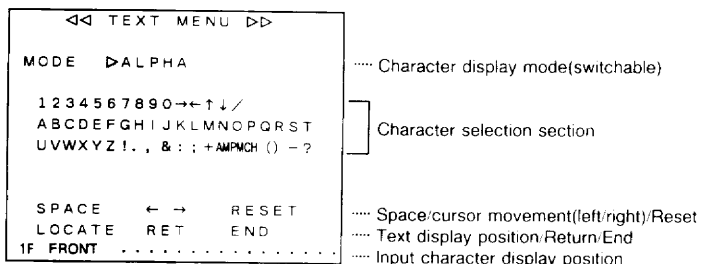 ◁◁ TEXT MENU ▷▷
MODE ▷ALPHA ····· Character display mode(switchable)
1234567890→←↑↓/
ABCDEFGHIJKLMNOPQRST Character selection section
UVWXYZ!.,&:;+AMPMCH()−?
SPACE ← → RESET ····· Space/cursor movement(left/right)/Reset
LOCATE RET END ····· Text display position/Return/End
1F FRONT · · · · · · · · · · · · · · · · ····· Input character display position